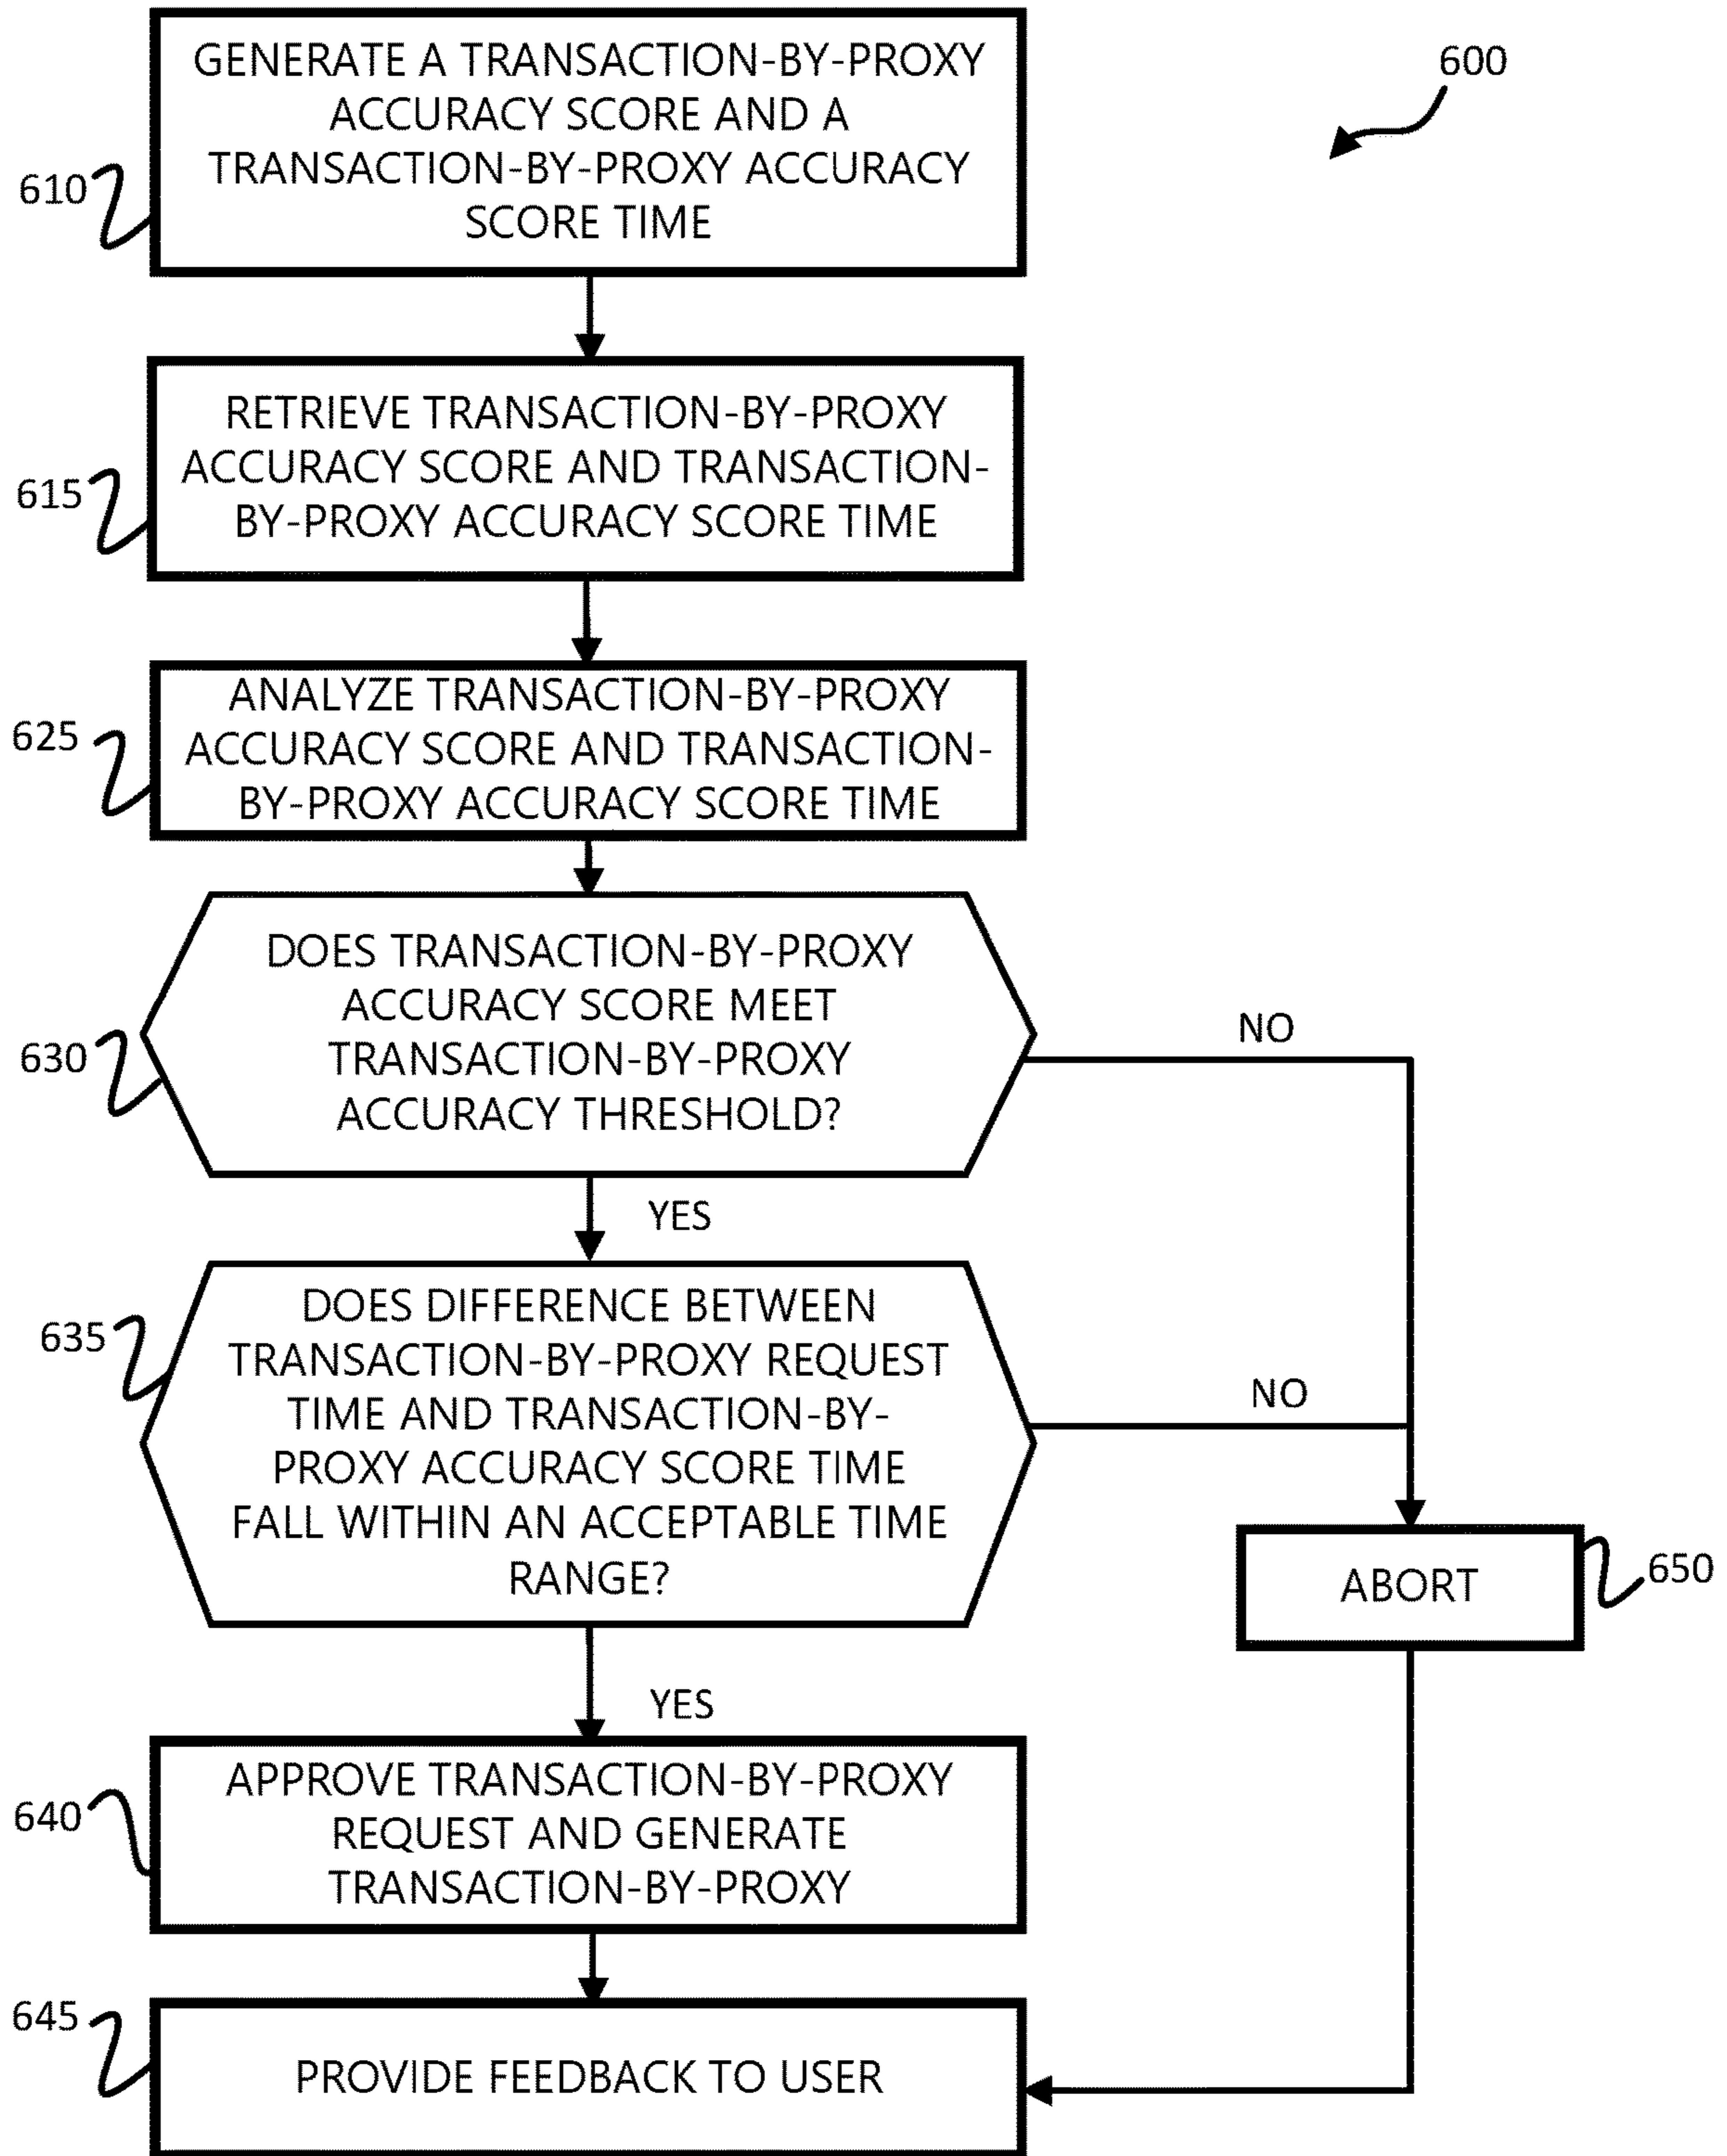 GENERATE A TRANSACTION-BY-PROXY
ACCURACY SCORE AND A
TRANSACTION-BY-PROXY ACCURACY
SCORE TIME
600
610
RETRIEVE TRANSACTION-BY-PROXY
ACCURACY SCORE AND TRANSACTION-
BY-PROXY ACCURACY SCORE TIME
615
ANALYZE TRANSACTION-BY-PROXY
ACCURACY SCORE AND TRANSACTION-
BY-PROXY ACCURACY SCORE TIME
625
DOES TRANSACTION-BY-PROXY
ACCURACY SCORE MEET
TRANSACTION-BY-PROXY
ACCURACY THRESHOLD?
630
NO
YES
DOES DIFFERENCE BETWEEN
TRANSACTION-BY-PROXY REQUEST
TIME AND TRANSACTION-BY-
PROXY ACCURACY SCORE TIME
FALL WITHIN AN ACCEPTABLE TIME
RANGE?
635
NO
ABORT
650
YES
APPROVE TRANSACTION-BY-PROXY
REQUEST AND GENERATE
TRANSACTION-BY-PROXY
640
645
PROVIDE FEEDBACK TO USER